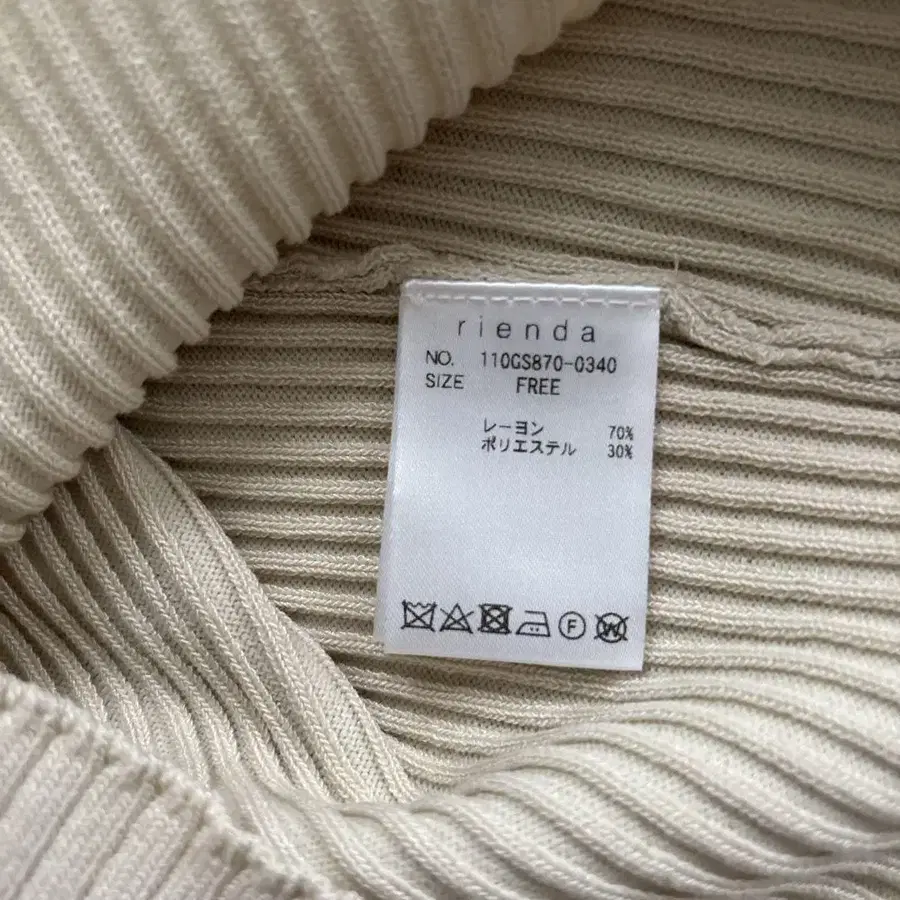 rienda
NO. 110GS870-0340
SIZE FREE
レーヨン 70%
ポリエステル 30%
F W